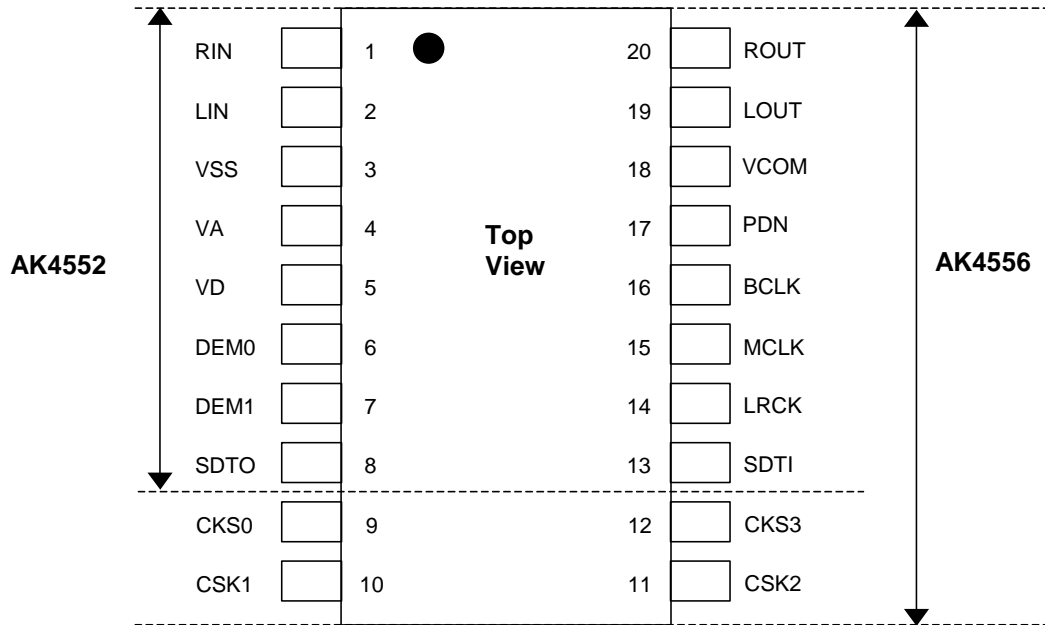 RIN 1 20 ROUT
LIN 2 19 LOUT
VSS 3 18 VCOM
VA 4 17 PDN
Top
View
AK4552
AK4556
VD 5 16 BCLK
DEM0 6 15 MCLK
DEM1 7 14 LRCK
SDTO 8 13 SDTI
CKS0 9 12 CKS3
CSK1 10 11 CSK2